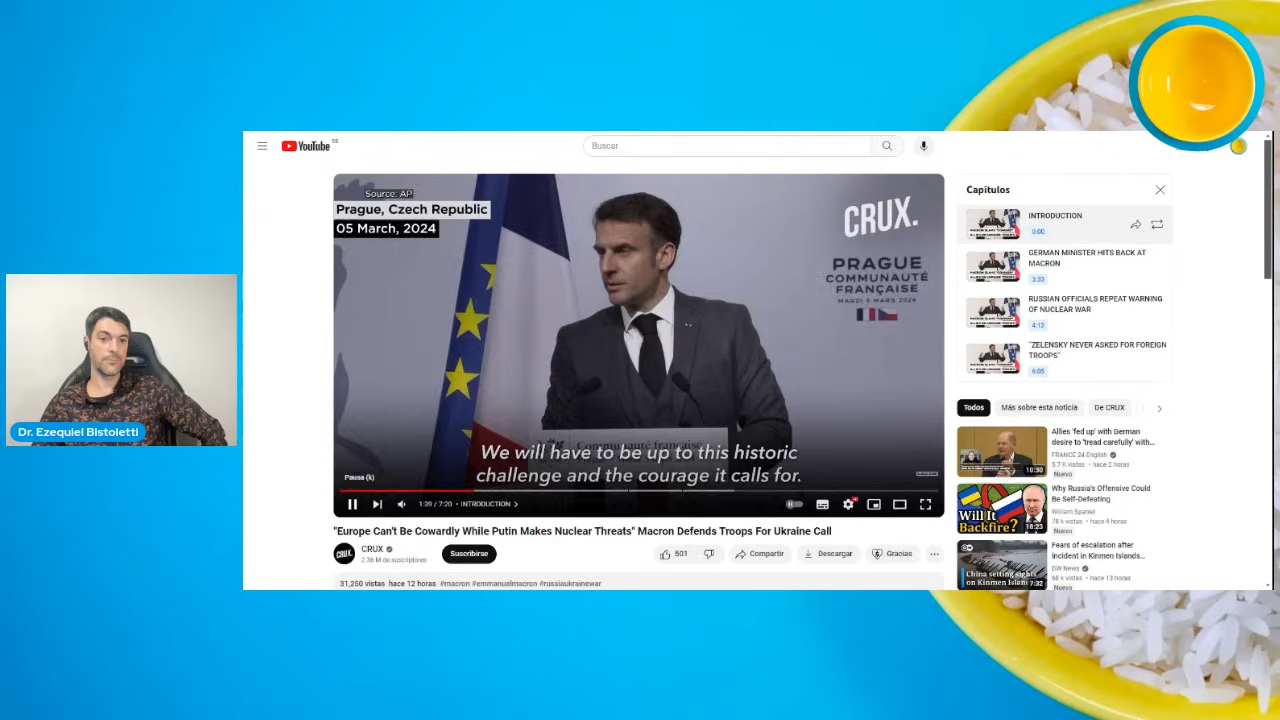 YouTube DE
Buscar
Source: AP
Prague, Czech Republic
05 March, 2024
CRUX.
PRAGUE
COMMUNAUTÉ
FRANÇAISE
MARDI 5 MARS 2024
Communauté française
We will have to be up to this historic
challenge and the courage it calls for.
Pausa (k)
1:39 / 7:20 • INTRODUCTION >
"Europe Can't Be Cowardly While Putin Makes Nuclear Threats" Macron Defends Troops For Ukraine Call
CRUX
2.36 M de suscriptores
Suscribirse
501
Compartir
Descargar
Gracias
31,250 vistas hace 12 horas #macron #emmanuelmacron #russiaukrainewar
Capítulos
INTRODUCTION
0:00
GERMAN MINISTER HITS BACK AT
MACRON
3:33
RUSSIAN OFFICIALS REPEAT WARNING
OF NUCLEAR WAR
4:12
"ZELENSKY NEVER ASKED FOR FOREIGN
TROOPS"
6:05
Todos
Más sobre esta noticia
De CRUX
Allies 'fed up' with German
desire to 'tread carefully' with...
FRANCE 24 English
5.7 K vistas • hace 2 horas
Nuevo
10:30
Why Russia's Offensive Could
Be Self-Defeating
William Spaniel
78 k vistas • hace 4 horas
Nuevo
Will It
Backfire?
18:23
Fears of escalation after
incident in Kinmen Islands...
DW News
68 k vistas • hace 13 horas
Nuevo
China setting sights
on Kinmen Islan
7:32
Dr. Ezequiel Bistoletti